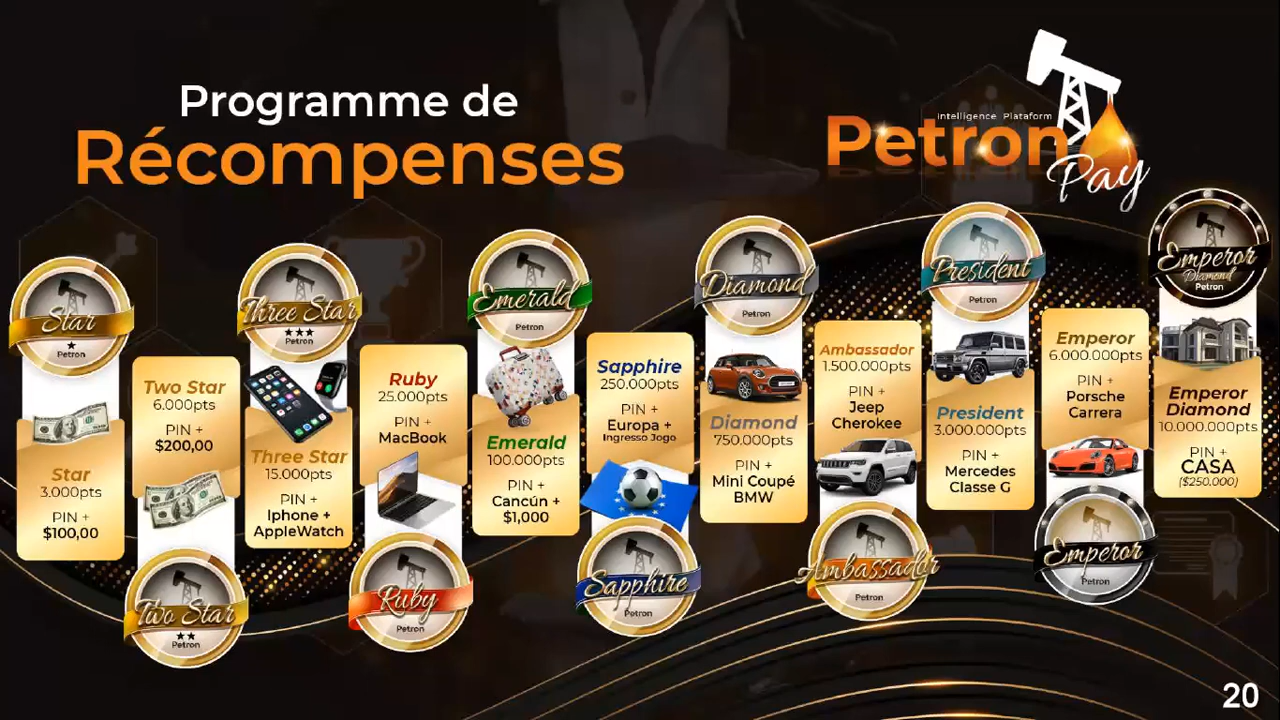 Programme de
Récompenses
Intelligence Plataform
Petron
Pay
Star
★
Petron
Star
3.000pts
PIN +
$100,00
Two Star
6.000pts
PIN +
$200,00
Two Star
★★
Petron
Three Star
★★★
Petron
Three Star
15.000pts
PIN +
Iphone +
AppleWatch
Ruby
25.000pts
PIN +
MacBook
Ruby
Petron
Emerald
Petron
Emerald
100.000pts
PIN +
Cancún +
$1,000
Sapphire
250.000pts
PIN +
Europa +
Ingresso Jogo
Sapphire
Petron
Diamond
Petron
Diamond
750.000pts
PIN +
Mini Coupé
BMW
Ambassador
1.500.000pts
PIN +
Jeep
Cherokee
Ambassador
Petron
President
Petron
President
3.000.000pts
PIN +
Mercedes
Classe G
Emperor
6.000.000pts
PIN +
Porsche
Carrera
Emperor
Petron
Emperor
Diamond
Petron
Emperor
Diamond
10.000.000pts
PIN +
CASA
($250.000)
20